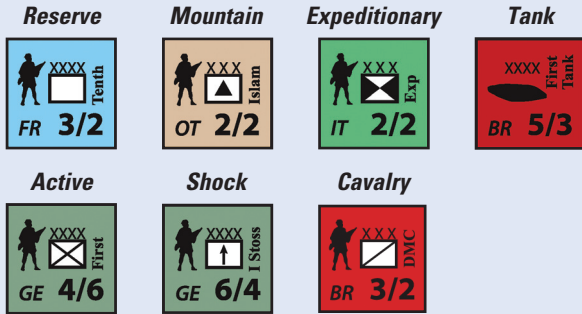 Reserve
Mountain
Expeditionary
Tank
XXXX
Tenth
FR 3/2
XXX
Islam
OT 2/2
XXX
Exp
IT 2/2
XXXX
First
Tank
BR 5/3
Active
Shock
Cavalry
XXXX
First
GE 4/6
XXXX
I Stoss
GE 6/4
XXX
DMC
BR 3/2